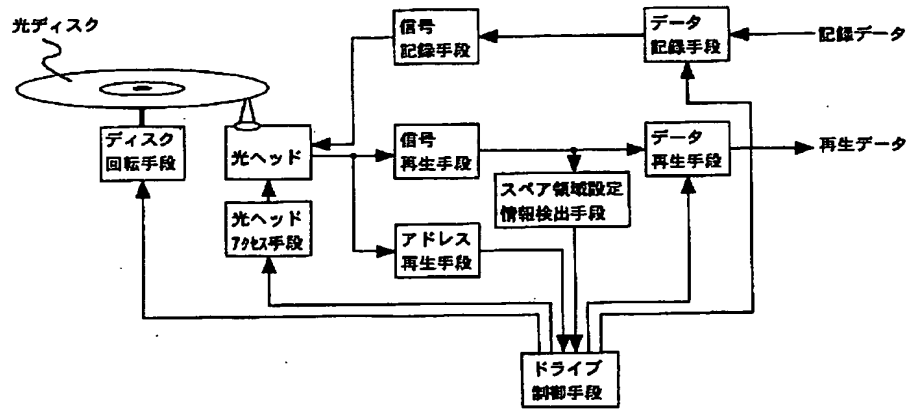 光ディスク
信号
記録手段
データ
記録手段
記録データ
ディスク
回転手段
光ヘッド
信号
再生手段
データ
再生手段
再生データ
スペア領域設定
情報検出手段
光ヘッド
アクセス手段
アドレス
再生手段
ドライブ
制御手段